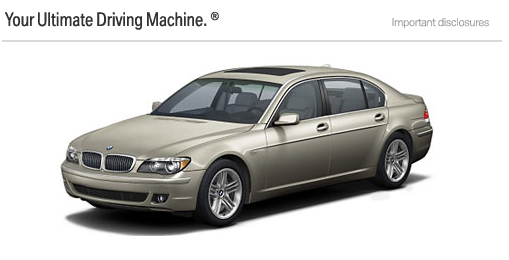 Your Ultimate Driving Machine. ®
Important disclosures